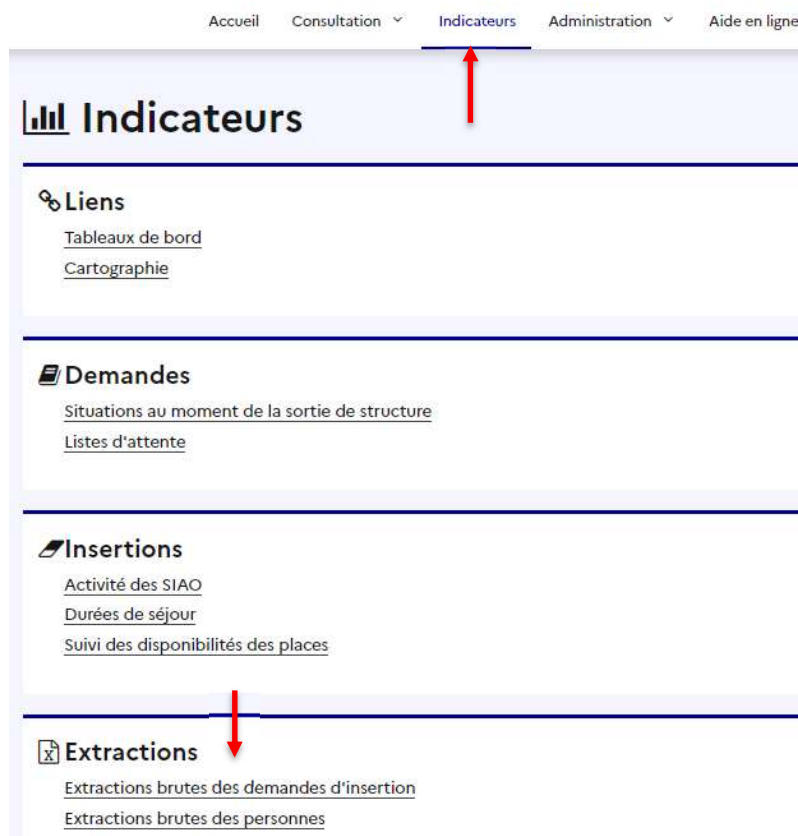 Accueil Consultation Indicateurs Administration Aide en ligne
Indicateurs
Liens
Tableaux de bord
Cartographie
Demandes
Situations au moment de la sortie de structure
Listes d'attente
Insertions
Activité des SIAO
Durées de séjour
Suivi des disponibilités des places
Extractions
Extractions brutes des demandes d'insertion
Extractions brutes des personnes